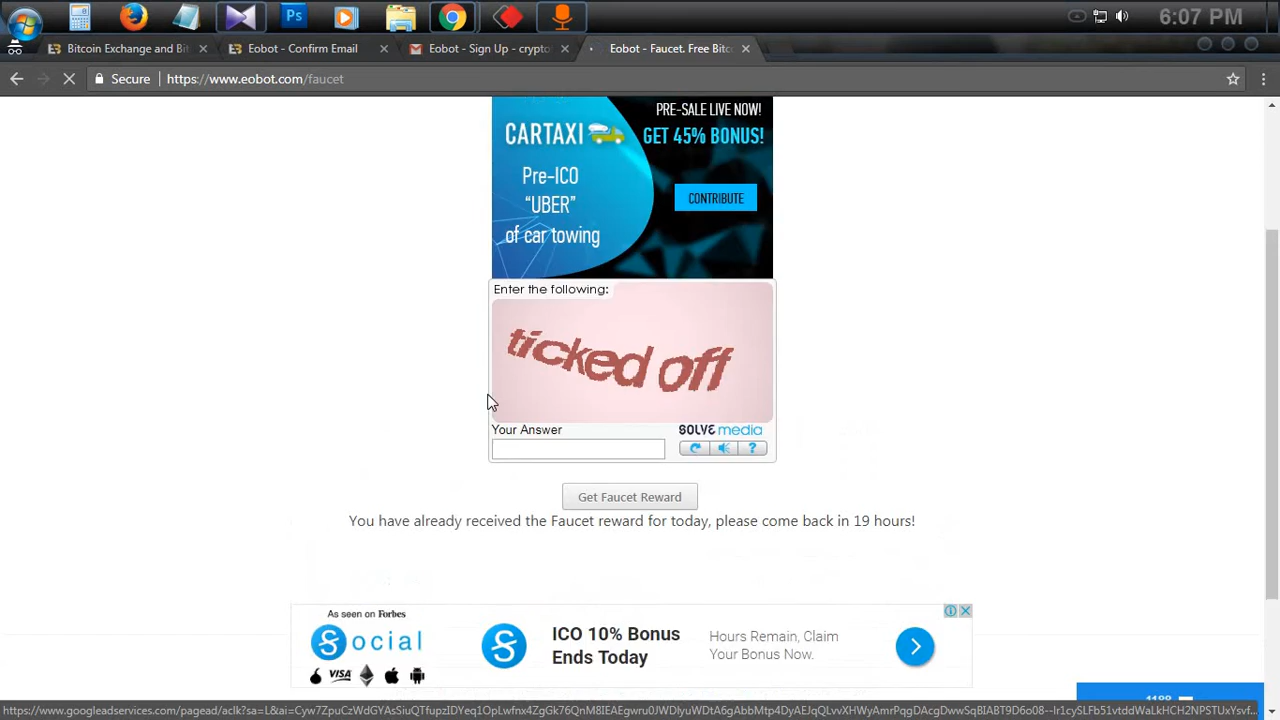 Ps
6:07 PM
Bitcoin Exchange and Bit
Eobot - Confirm Email
Eobot - Sign Up - crypto
Eobot - Faucet. Free Bitc
Secure
https://www.eobot.com/faucet
CARTAXI
PRE-SALE LIVE NOW!
GET 45% BONUS!
Pre-ICO
"UBER"
of car towing
CONTRIBUTE
Enter the following:
ticked off
Your Answer
SOLVE media
Get Faucet Reward
You have already received the Faucet reward for today, please come back in 19 hours!
As seen on Forbes
Social
VISA
ICO 10% Bonus
Ends Today
Hours Remain, Claim
Your Bonus Now.